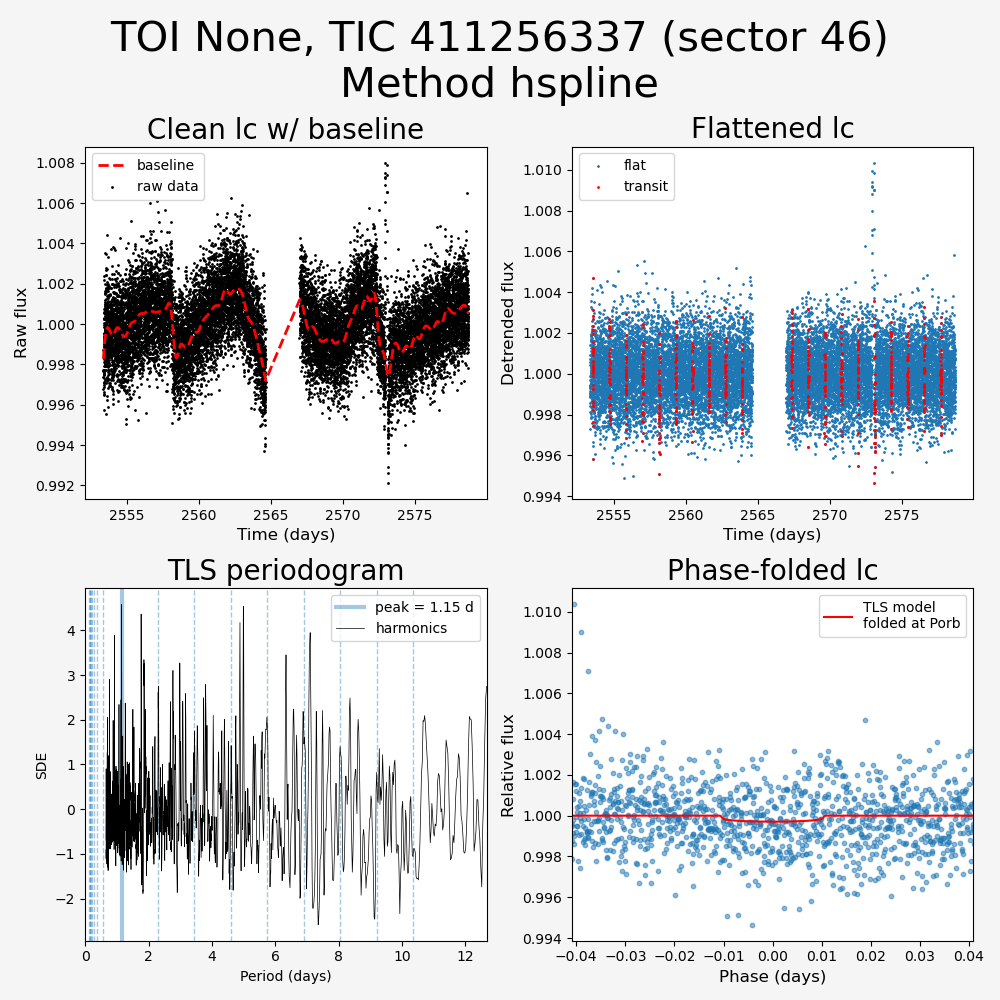 TOI None, TIC 411256337 (sector 46)
Method hspline
Clean lc w/ baseline
baseline
raw data
Raw flux
1.008
1.006
1.004
1.002
1.000
0.998
0.996
0.994
0.992
2555 2560 2565 2570 2575
Time (days)
Flattened lc
flat
transit
Detrended flux
1.010
1.008
1.006
1.004
1.002
1.000
0.998
0.996
0.994
2555 2560 2565 2570 2575
Time (days)
TLS periodogram
peak = 1.15 d
harmonics
SDE
4
3
2
1
0
−1
−2
0 2 4 6 8 10 12
Period (days)
Phase-folded lc
TLS model
folded at Porb
Relative flux
1.010
1.008
1.006
1.004
1.002
1.000
0.998
0.996
0.994
−0.04 −0.03 −0.02 −0.01 0.00 0.01 0.02 0.03 0.04
Phase (days)